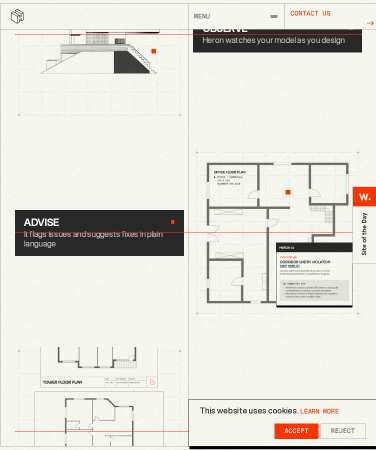 MENU
CONTACT US
OBSERVE
Heron watches your model as you design
OFFICE FLOOR PLAN
W.
Site of the Day
ADVISE
It flags issues and suggests fixes in plain
language
HERON AI
CORRIDOR WIDTH VIOLATION
TOWER FLOOR PLAN
This website uses cookies. LEARN MORE
ACCEPT
REJECT